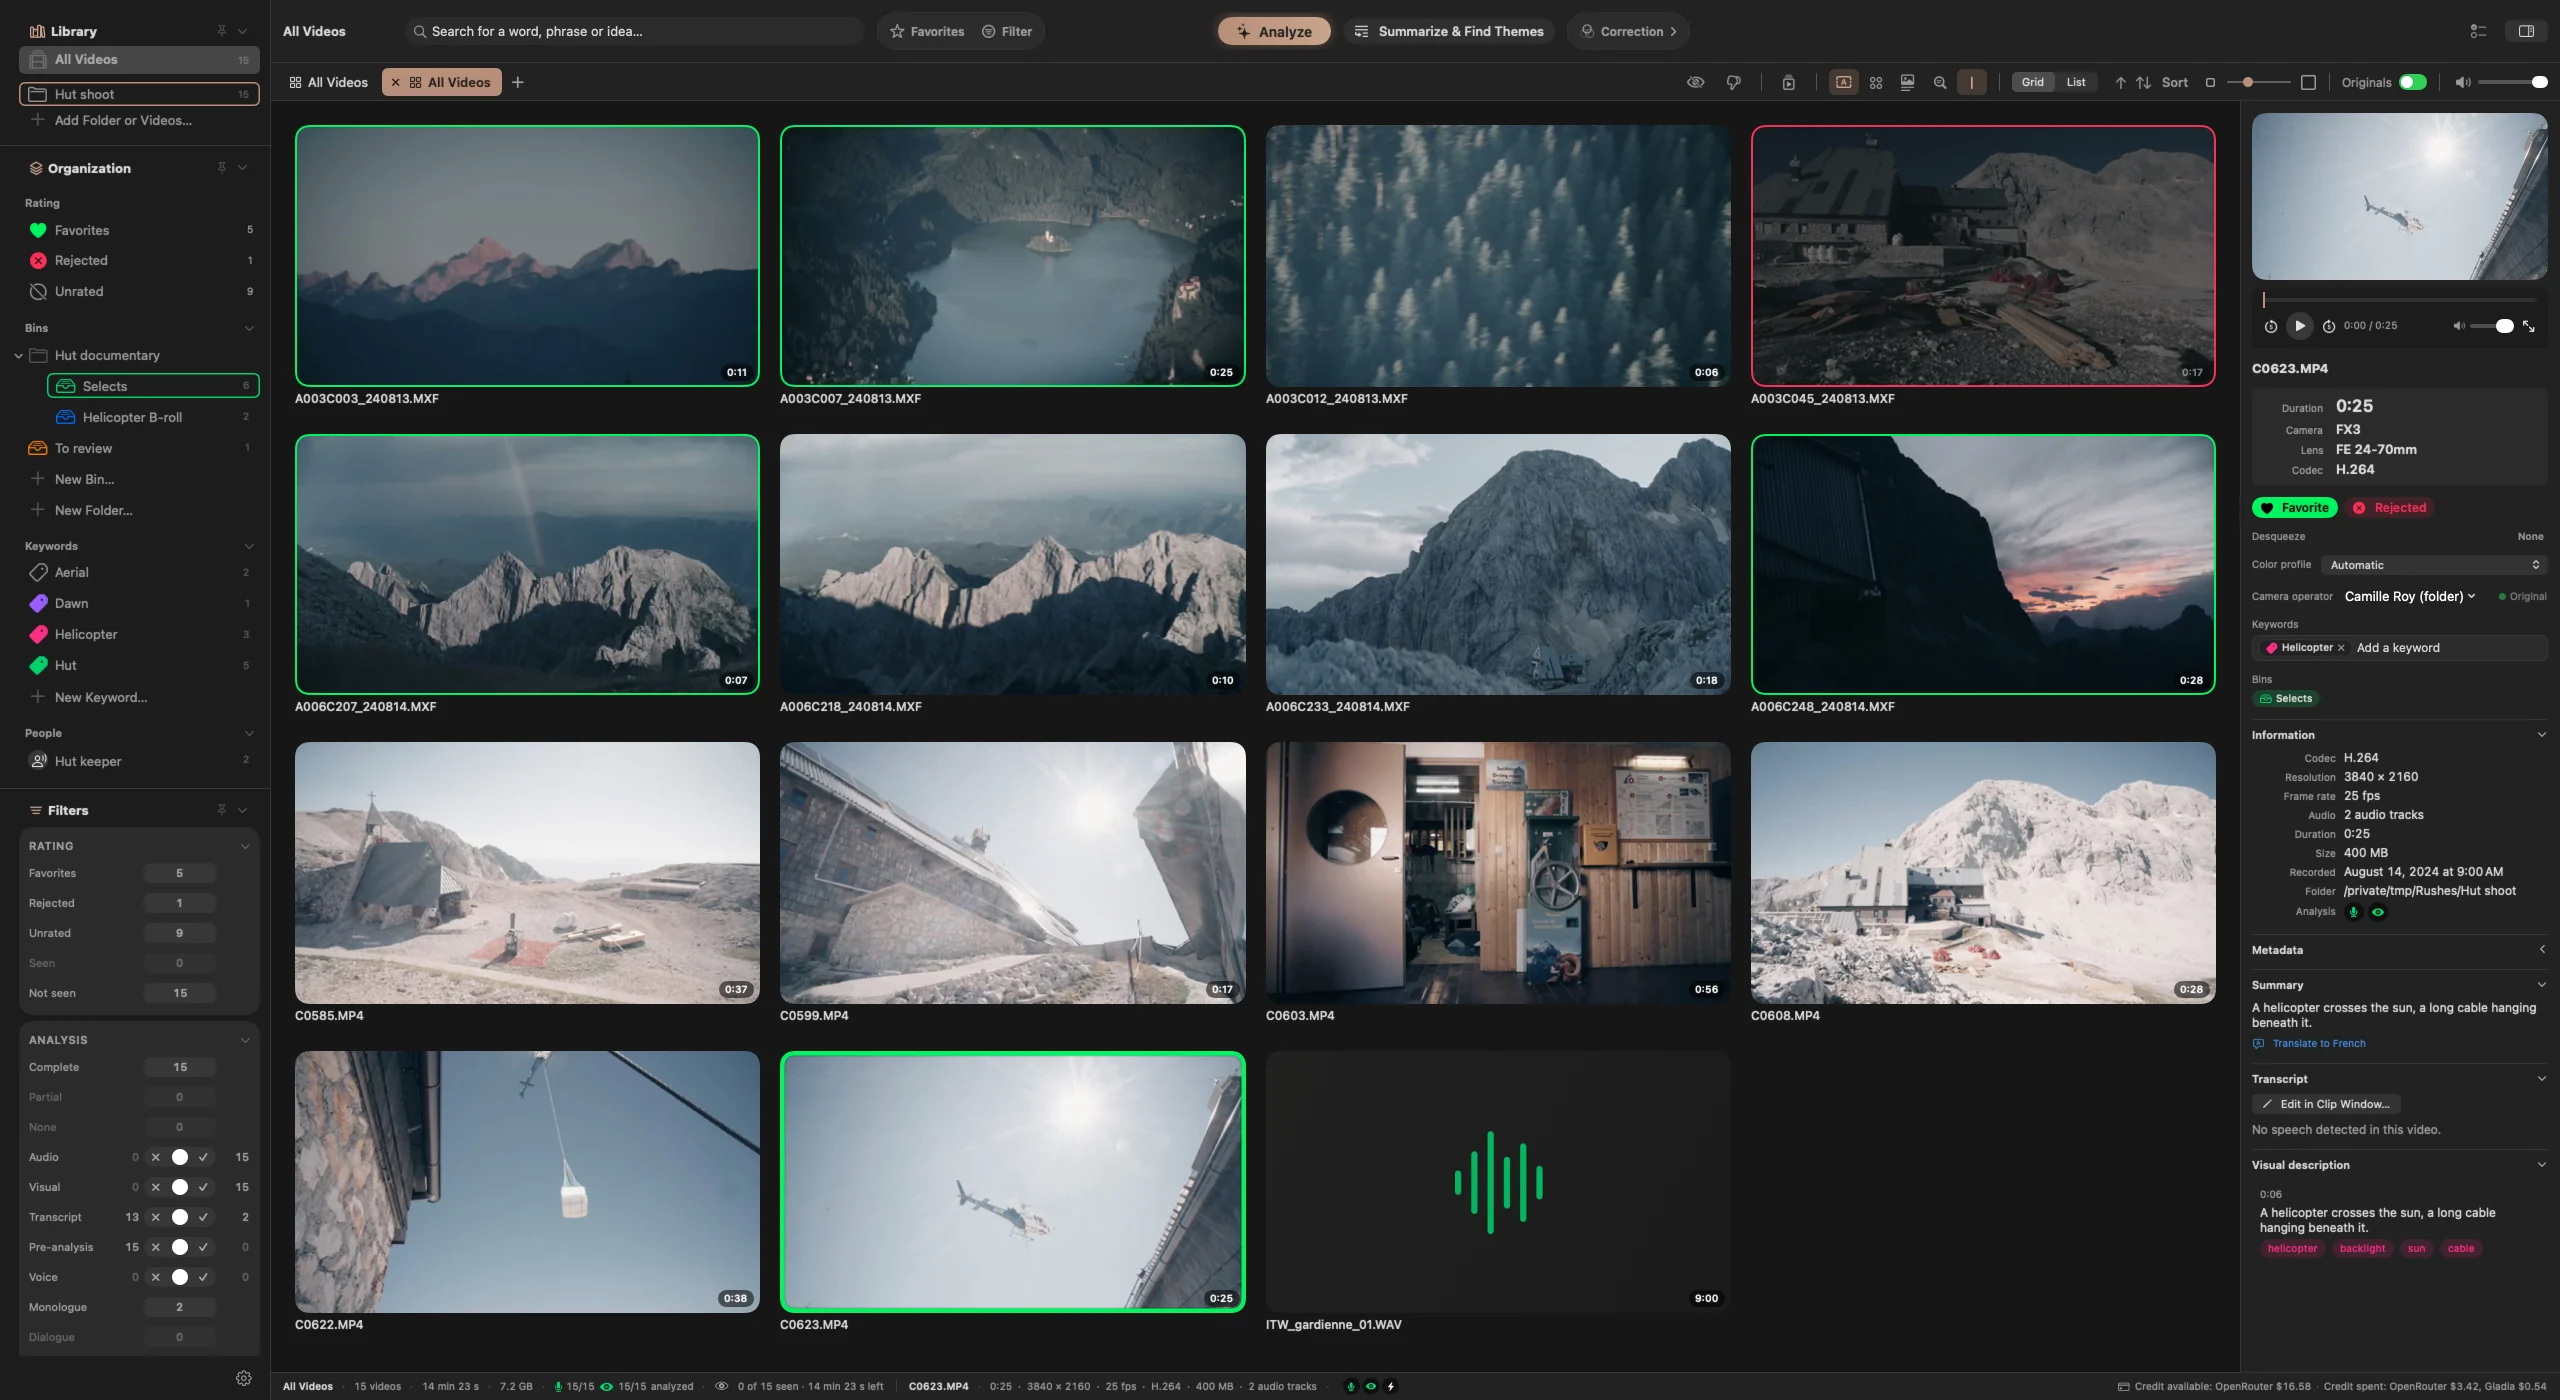 Library
All Videos 15
Hut shoot 15
Add Folder or Videos...
Organization
Rating
Favorites 5
Rejected 1
Unrated 9
Bins
Hut documentary
Selects 6
Helicopter B-roll 2
To review 1
New Bin...
New Folder...
Keywords
Aerial 2
Dawn 1
Helicopter 3
Hut 5
New Keyword...
People
Hut keeper 2
Filters
RATING
Favorites 5
Rejected 1
Unrated 9
Seen 0
Not seen 15
ANALYSIS
Complete 15
Partial 0
None 0
Audio 0 15
Visual 0 15
Transcript 13 2
Pre-analysis 15 0
Voice 0 0
Monologue 2
Dialogue 0
All Videos
Search for a word, phrase or idea...
Favorites Filter
Analyze
Summarize & Find Themes
Correction
All Videos
All Videos
Grid List
Sort
Originals
0:11
A003C003_240813.MXF
0:25
A003C007_240813.MXF
0:06
A003C012_240813.MXF
0:17
A003C045_240813.MXF
0:07
A006C207_240814.MXF
0:10
A006C218_240814.MXF
0:18
A006C233_240814.MXF
0:28
A006C248_240814.MXF
0:37
C0585.MP4
0:17
C0599.MP4
0:56
C0603.MP4
0:28
C0608.MP4
0:38
C0622.MP4
0:25
C0623.MP4
9:00
ITW_gardienne_01.WAV
0:00 / 0:25
C0623.MP4
Duration 0:25
Camera FX3
Lens FE 24-70mm
Codec H.264
Favorite Rejected
Desqueeze None
Color profile Automatic
Camera operator Camille Roy (folder) Original
Keywords
Helicopter Add a keyword
Bins
Selects
Information
Codec H.264
Resolution 3840 × 2160
Frame rate 25 fps
Audio 2 audio tracks
Duration 0:25
Size 400 MB
Recorded August 14, 2024 at 9:00 AM
Folder /private/tmp/Rushes/Hut shoot
Analysis
Metadata
Summary
A helicopter crosses the sun, a long cable hanging
beneath it.
Translate to French
Transcript
Edit in Clip Window...
No speech detected in this video.
Visual description
0:06
A helicopter crosses the sun, a long cable
hanging beneath it.
helicopter backlight sun cable
All Videos · 15 videos · 14 min 23 s · 7.2 GB · 15/15 15/15 analyzed · 0 of 15 seen · 14 min 23 s left
C0623.MP4 · 0:25 · 3840 × 2160 · 25 fps · H.264 · 400 MB · 2 audio tracks
Credit available: OpenRouter $16.58 · Credit spent: OpenRouter $3.42, Gladia $0.54